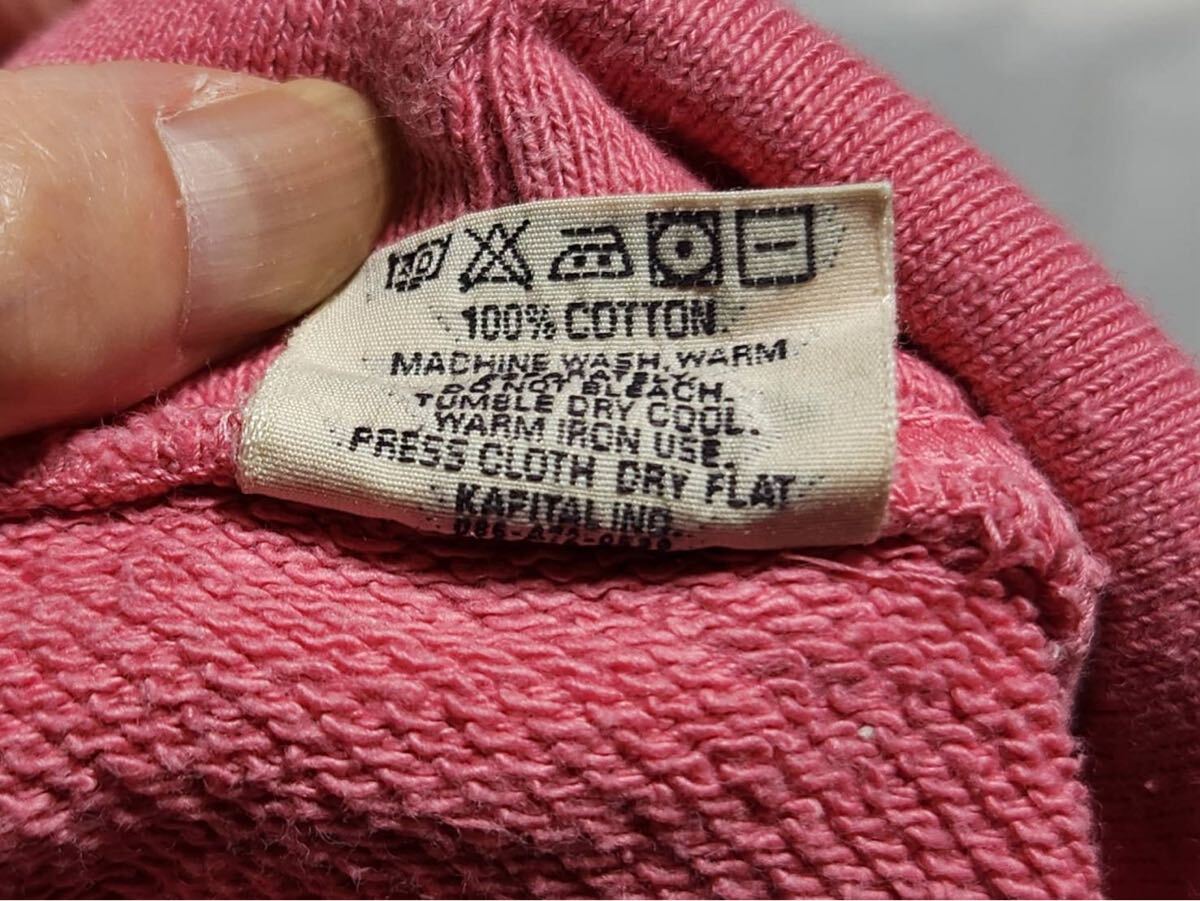 40
100% COTTON.
MACHINE WASH, WARM
DO NOT BLEACH.
TUMBLE DRY COOL.
WARM IRON USE,
PRESS CLOTH DRY FLAT
KAPITAL INC.